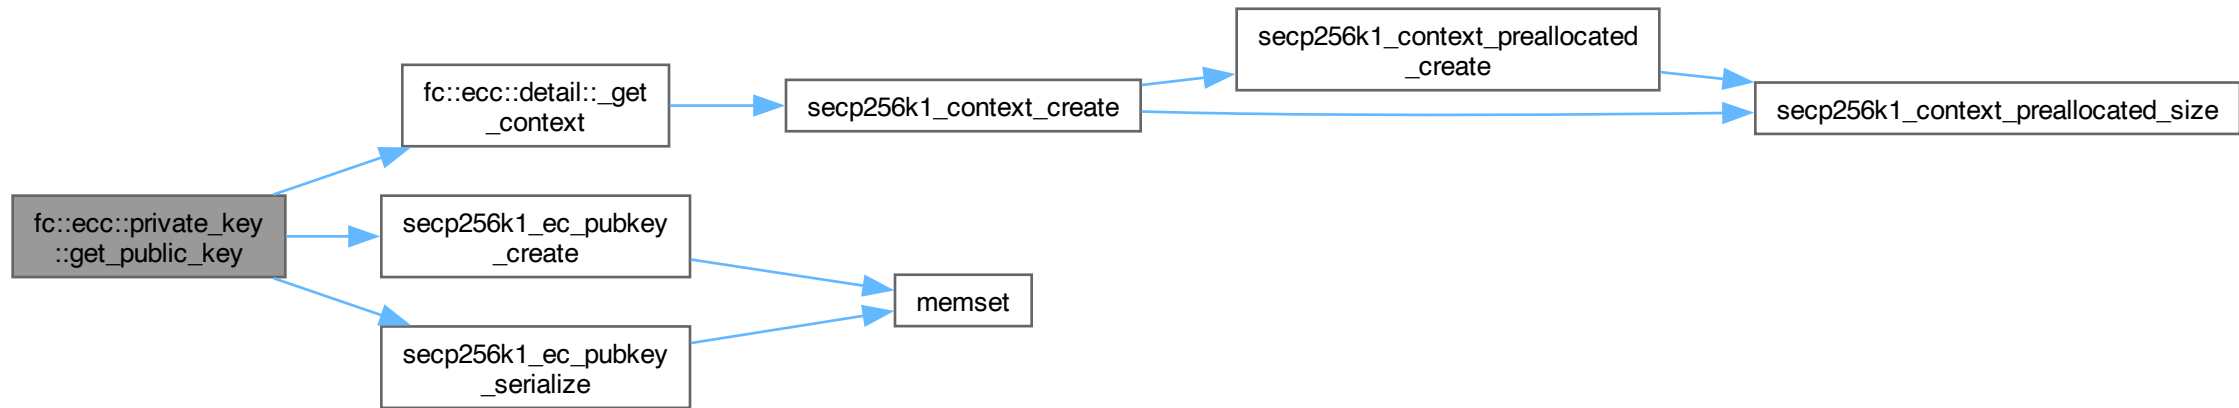 fc::ecc::private_key
::get_public_key
fc::ecc::detail::_get
_context
secp256k1_context_create
secp256k1_context_preallocated
_create
secp256k1_context_preallocated_size
secp256k1_ec_pubkey
_create
memset
secp256k1_ec_pubkey
_serialize